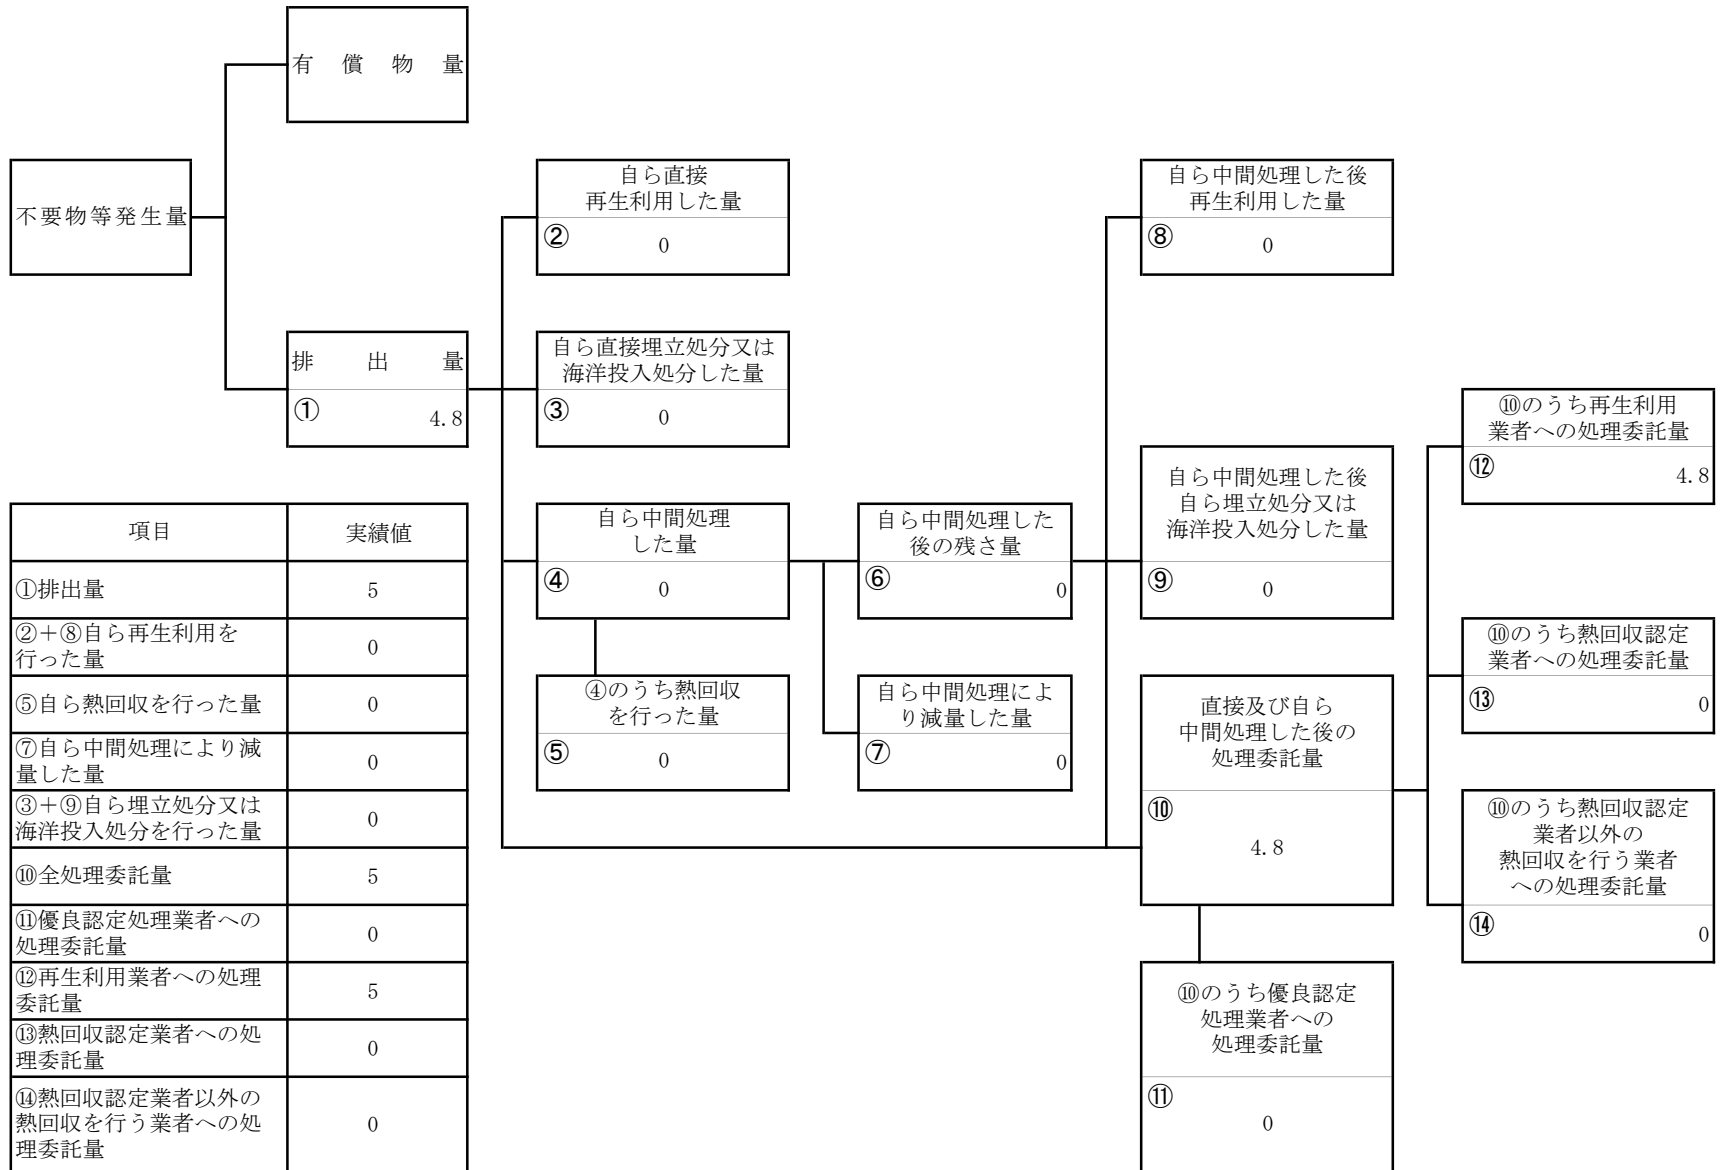 有償物量
不要物等発生量
排出量
①
4.8
自ら直接
再生利用した量
②
0
自ら直接埋立処分又は
海洋投入処分した量
③
0
自ら中間処理
した量
④
0
④のうち熱回収
を行った量
⑤
0
自ら中間処理した
後の残さ量
⑥
0
自ら中間処理によ
り減量した量
⑦
0
自ら中間処理した後
再生利用した量
⑧
0
自ら中間処理した後
自ら埋立処分又は
海洋投入処分した量
⑨
0
直接及び自ら
中間処理した後の
処理委託量
⑩
4.8
⑩のうち優良認定
処理業者への
処理委託量
⑪
0
⑩のうち再生利用
業者への処理委託量
⑫
4.8
⑩のうち熱回収認定
業者への処理委託量
⑬
0
⑩のうち熱回収認定
業者以外の
熱回収を行う業者
への処理委託量
⑭
0
項目 実績値
①排出量 5
②+⑧自ら再生利用を
行った量 0
⑤自ら熱回収を行った量 0
⑦自ら中間処理により減
量した量 0
③+⑨自ら埋立処分又は
海洋投入処分を行った量 0
⑩全処理委託量 5
⑪優良認定処理業者への
処理委託量 0
⑫再生利用業者への処理
委託量 5
⑬熱回収認定業者への処
理委託量 0
⑭熱回収認定業者以外の
熱回収を行う業者への処
理委託量 0